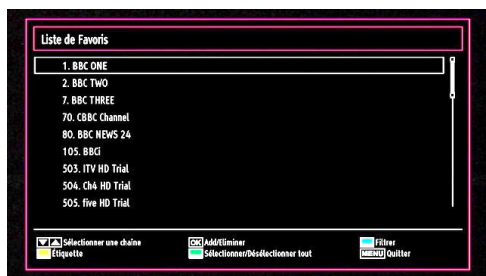 Liste de Favoris
1. BBC ONE
2. BBC TWO
7. BBC THREE
70. CBBC Channel
80. BBC NEWS 24
105. BBCi
503. ITV HD Trial
504. Ch4 HD Trial
505. five HD Trial
Sélectionner une chaîne OK Add/Eliminer Filtrer
Étiquette Sélectionner/Désélectionner tout MENU Quitter